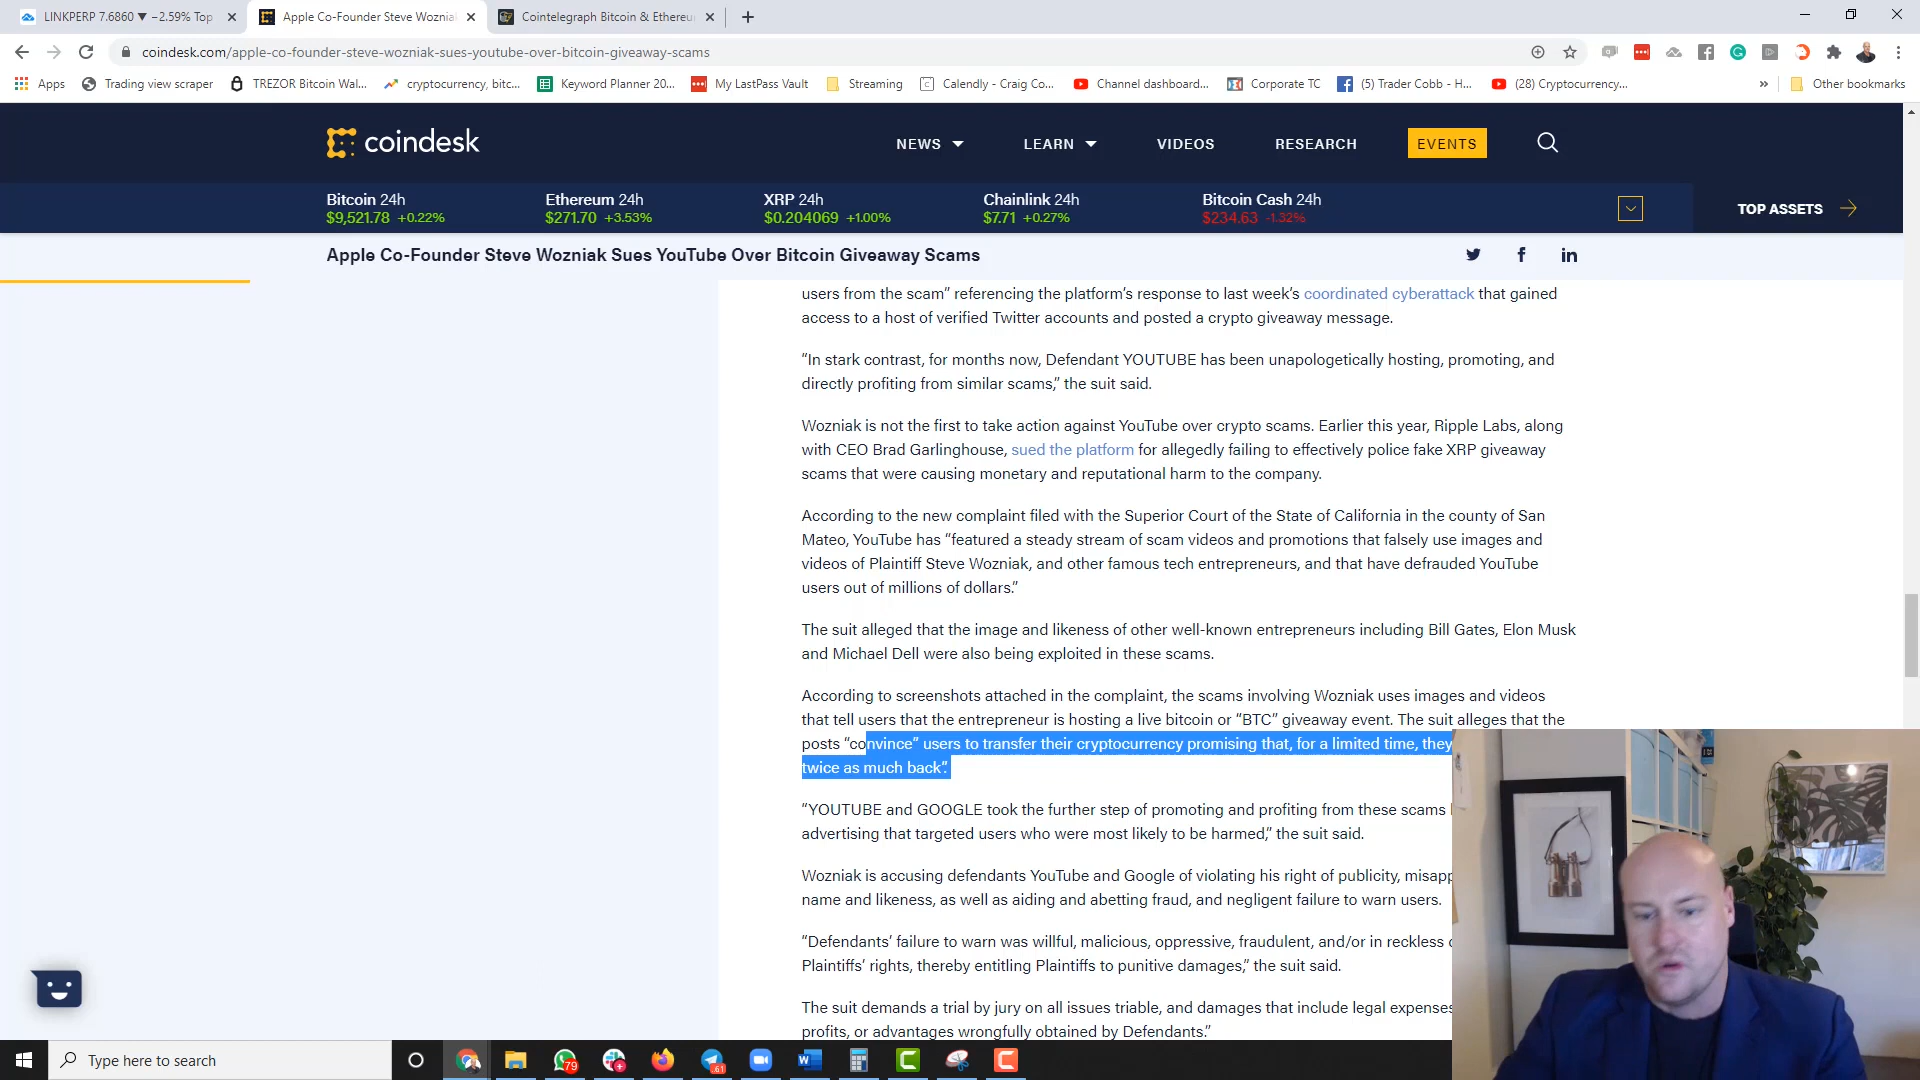 LINKPERP 7.6860 ▼ −2.59% Top
Apple Co-Founder Steve Woznia
Cointelegraph Bitcoin & Ethereu
coindesk.com/apple-co-founder-steve-wozniak-sues-youtube-over-bitcoin-giveaway-scams
Apps
Trading view scraper
TREZOR Bitcoin Wal...
cryptocurrency, bitc...
Keyword Planner 20...
My LastPass Vault
Streaming
Calendly - Craig Co...
Channel dashboard...
Corporate TC
(5) Trader Cobb - H...
(28) Cryptocurrency...
»
Other bookmarks
coindesk
NEWS
LEARN
VIDEOS
RESEARCH
EVENTS
Bitcoin 24h
$9,521.78 +0.22%
Ethereum 24h
$271.70 +3.53%
XRP 24h
$0.204069 +1.00%
Chainlink 24h
$7.71 +0.27%
Bitcoin Cash 24h
$234.63 -1.32%
TOP ASSETS
Apple Co-Founder Steve Wozniak Sues YouTube Over Bitcoin Giveaway Scams
users from the scam” referencing the platform’s response to last week’s coordinated cyberattack that gained
access to a host of verified Twitter accounts and posted a crypto giveaway message.
“In stark contrast, for months now, Defendant YOUTUBE has been unapologetically hosting, promoting, and
directly profiting from similar scams,” the suit said.
Wozniak is not the first to take action against YouTube over crypto scams. Earlier this year, Ripple Labs, along
with CEO Brad Garlinghouse, sued the platform for allegedly failing to effectively police fake XRP giveaway
scams that were causing monetary and reputational harm to the company.
According to the new complaint filed with the Superior Court of the State of California in the county of San
Mateo, YouTube has “featured a steady stream of scam videos and promotions that falsely use images and
videos of Plaintiff Steve Wozniak, and other famous tech entrepreneurs, and that have defrauded YouTube
users out of millions of dollars.”
The suit alleged that the image and likeness of other well-known entrepreneurs including Bill Gates, Elon Musk
and Michael Dell were also being exploited in these scams.
According to screenshots attached in the complaint, the scams involving Wozniak uses images and videos
that tell users that the entrepreneur is hosting a live bitcoin or “BTC” giveaway event. The suit alleges that the
posts “convince” users to transfer their cryptocurrency promising that, for a limited time, they
twice as much back”.
“YOUTUBE and GOOGLE took the further step of promoting and profiting from these scams
advertising that targeted users who were most likely to be harmed,” the suit said.
Wozniak is accusing defendants YouTube and Google of violating his right of publicity, misapp
name and likeness, as well as aiding and abetting fraud, and negligent failure to warn users.
“Defendants’ failure to warn was willful, malicious, oppressive, fraudulent, and/or in reckless
Plaintiffs’ rights, thereby entitling Plaintiffs to punitive damages,” the suit said.
The suit demands a trial by jury on all issues triable, and damages that include legal expenses
profits, or advantages wrongfully obtained by Defendants.”
Type here to search
79
61